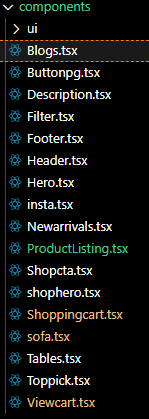 components
ui
Blogs.tsx
Buttonpg.tsx
Description.tsx
Filter.tsx
Footer.tsx
Header.tsx
Hero.tsx
insta.tsx
Newarrivals.tsx
ProductListing.tsx
Shopcta.tsx
shophero.tsx
Shoppingcart.tsx
sofa.tsx
Tables.tsx
Toppick.tsx
Viewcart.tsx